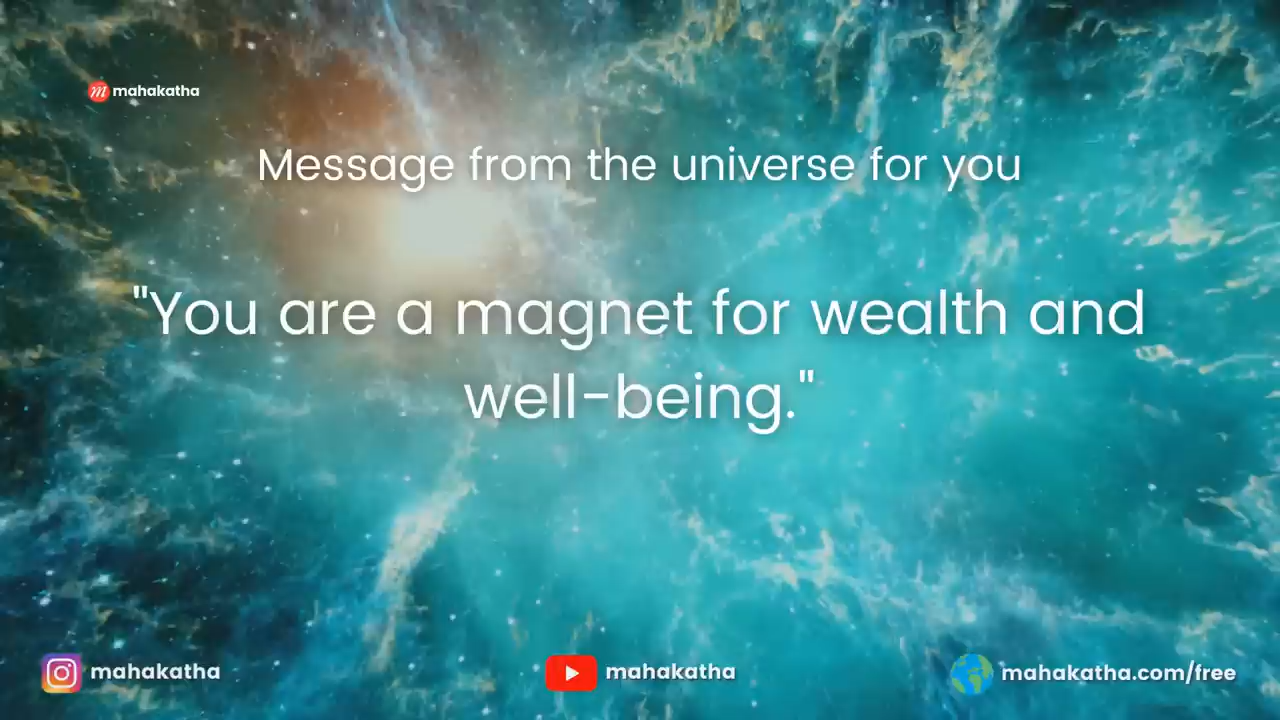 mahakatha
Message from the universe for you
"You are a magnet for wealth and
well-being."
mahakatha
mahakatha
mahakatha.com/free